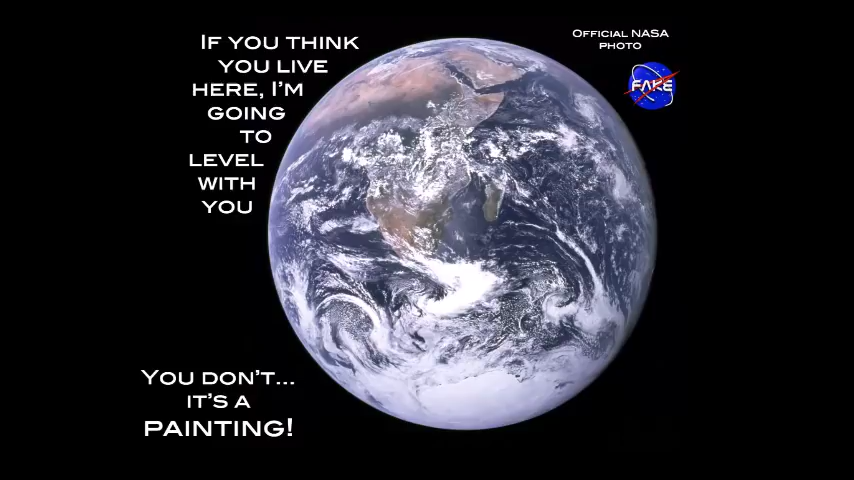 If you think
you live
here, I'm
going
to
level
with
you
Official NASA
photo
FAKE
You don't...
it's a
painting!